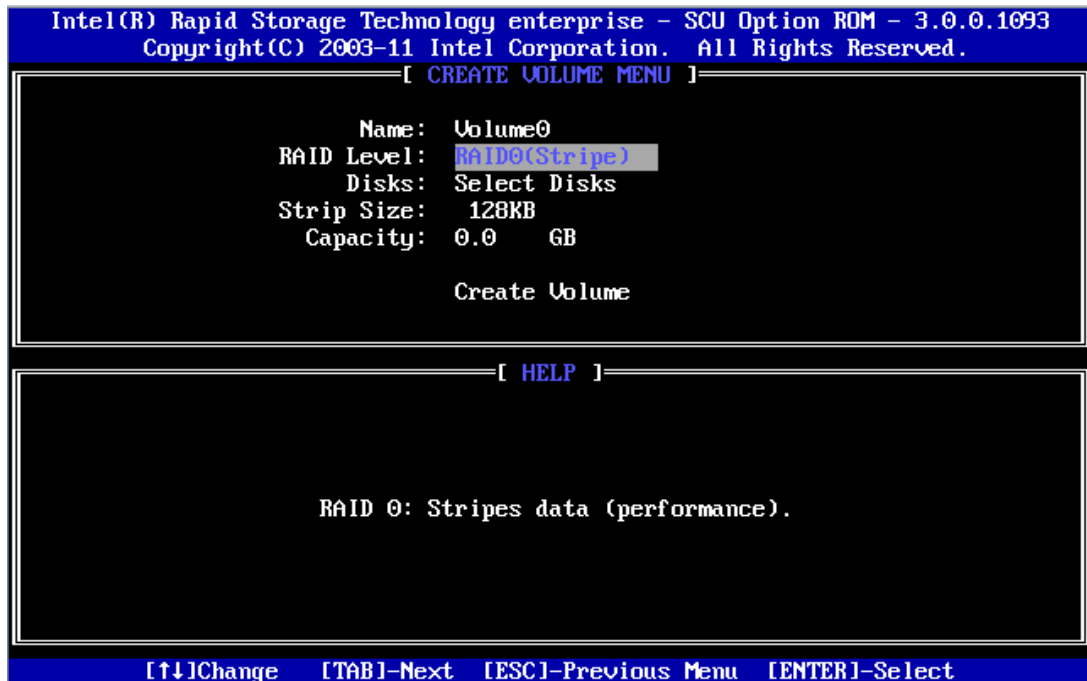 Intel(R) Rapid Storage Technology enterprise - SCU Option ROM - 3.0.0.1093
Copyright(C) 2003-11 Intel Corporation.  All Rights Reserved.
[ CREATE VOLUME MENU ]
Name: Volume0
RAID Level: RAID0(Stripe)
Disks: Select Disks
Strip Size: 128KB
Capacity: 0.0 GB
Create Volume
[ HELP ]
RAID 0: Stripes data (performance).
[↑↓]Change [TAB]-Next [ESC]-Previous Menu [ENTER]-Select